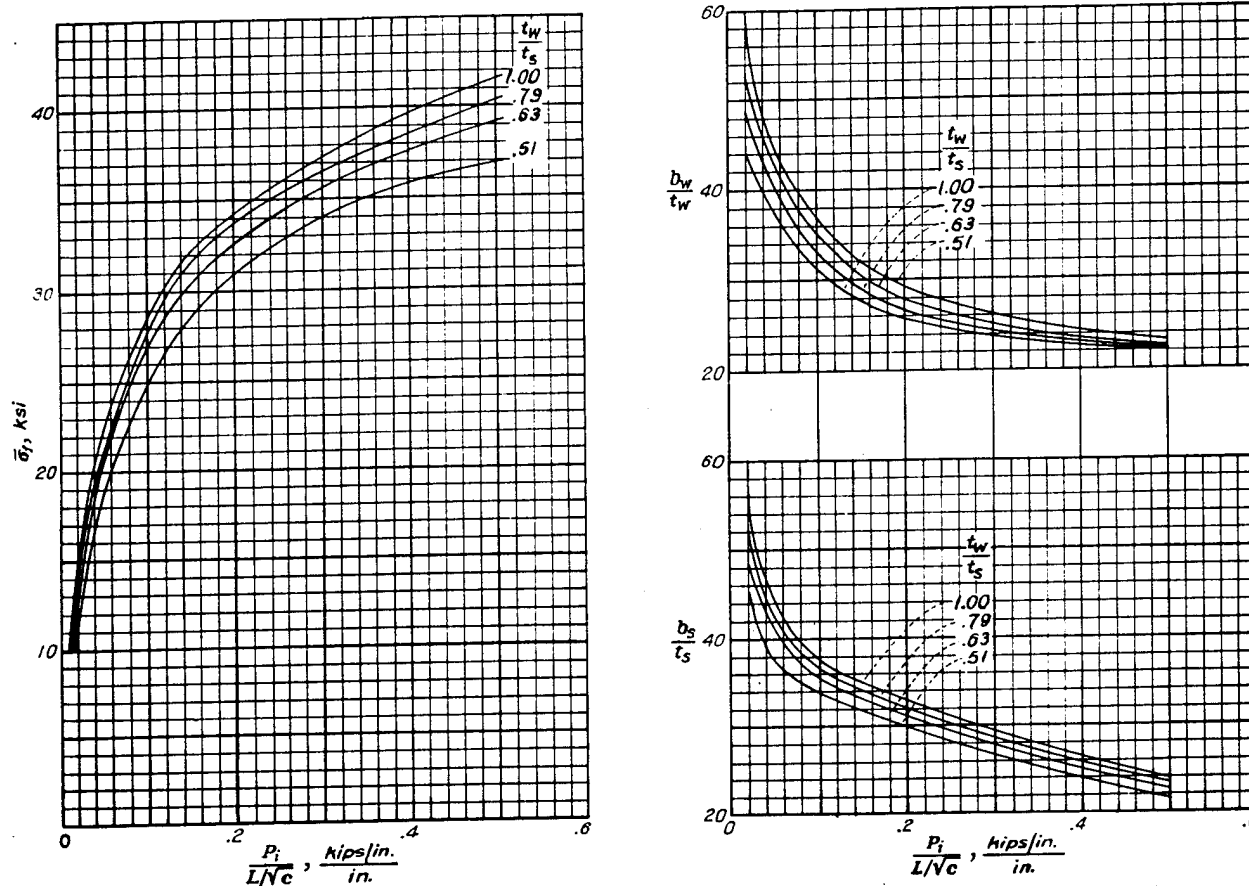 t_W
t_S
1.00
.79
.63
.51
40
30
20
10
σ̄_f, ksi
0
.2
.4
.6
P_i
L/√c
, kips/in.
in.
60
40
20
b_W
t_W
t_W
t_S
1.00
.79
.63
.51
60
40
20
b_S
t_S
t_W
t_S
1.00
.79
.63
.51
0
.2
.4
P_i
L/√c
, kips/in.
in.